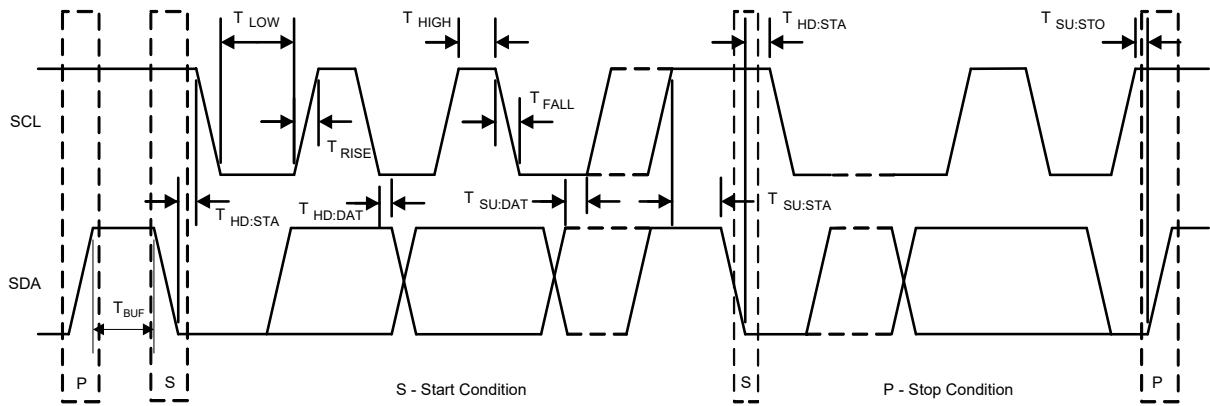 T LOW
T HIGH
T HD:STA
T SU:STO
SCL
T FALL
T RISE
T HD:STA
T HD:DAT
T SU:DAT
T SU:STA
SDA
T BUF
P
S
S - Start Condition
S
P - Stop Condition
P